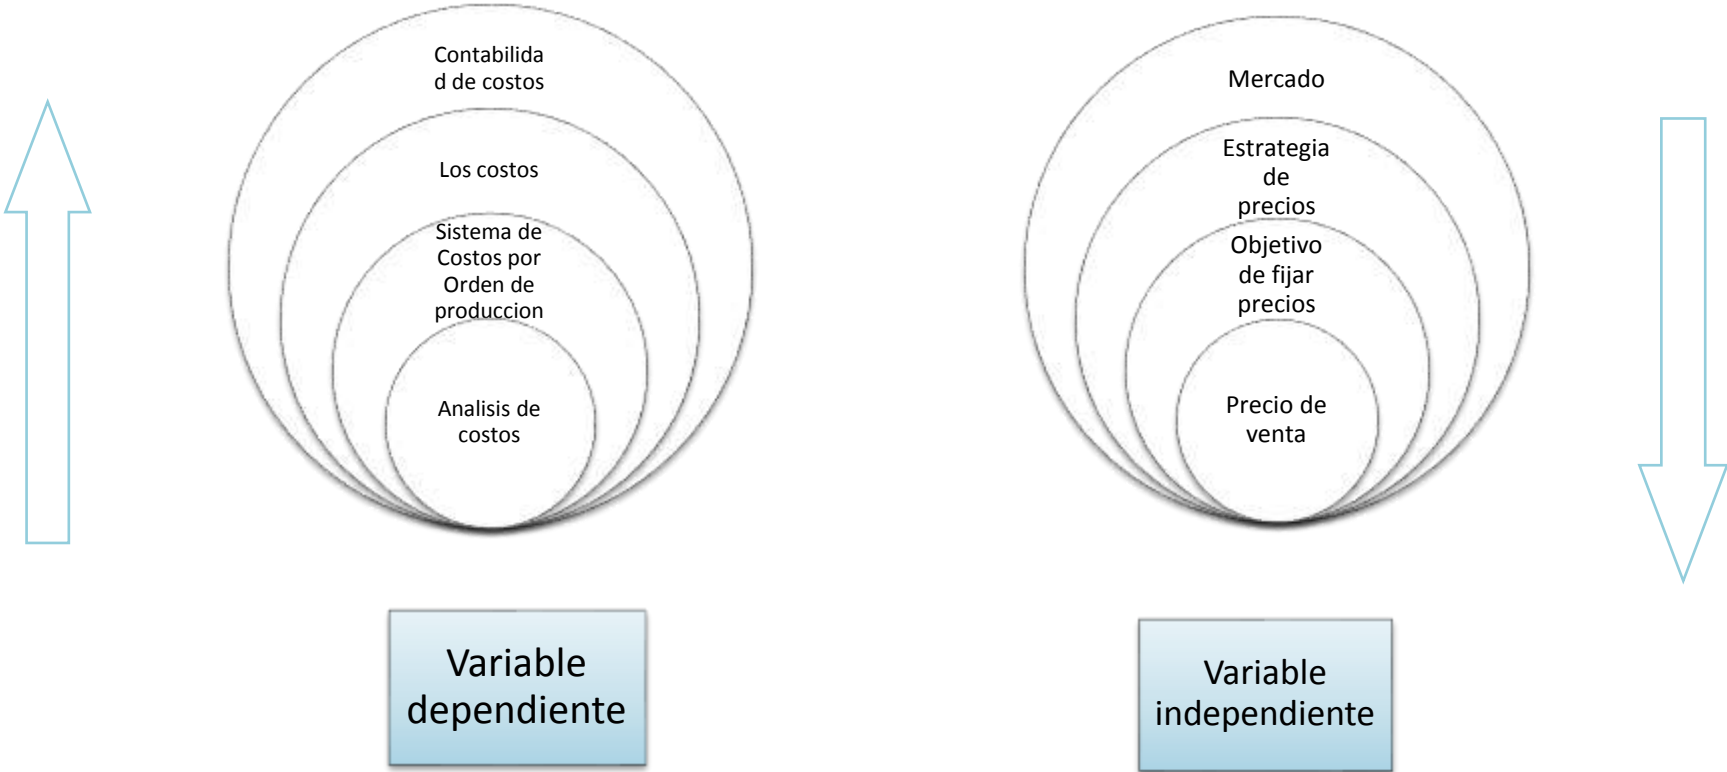 Contabilida
d de costos
Los costos
Sistema de
Costos por
Orden de
produccion
Analisis de
costos
Variable
dependiente
Mercado
Estrategia
de
precios
Objetivo
de fijar
precios
Precio de
venta
Variable
independiente